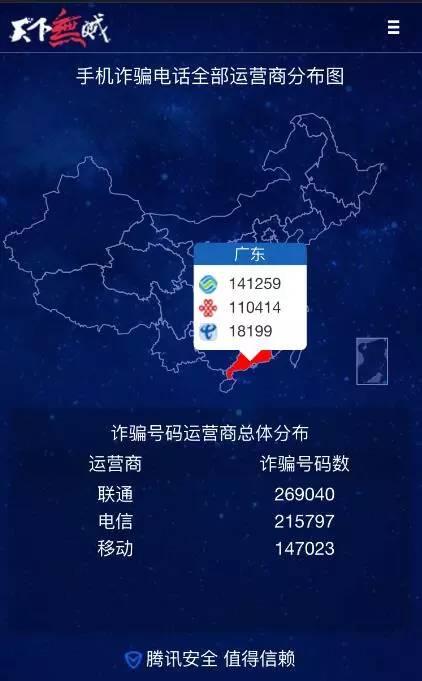 天下無贼
手机诈骗电话全部运营商分布图
广东
141259
110414
18199
诈骗号码运营商总体分布
运营商 诈骗号码数
联通 269040
电信 215797
移动 147023
腾讯安全 值得信赖